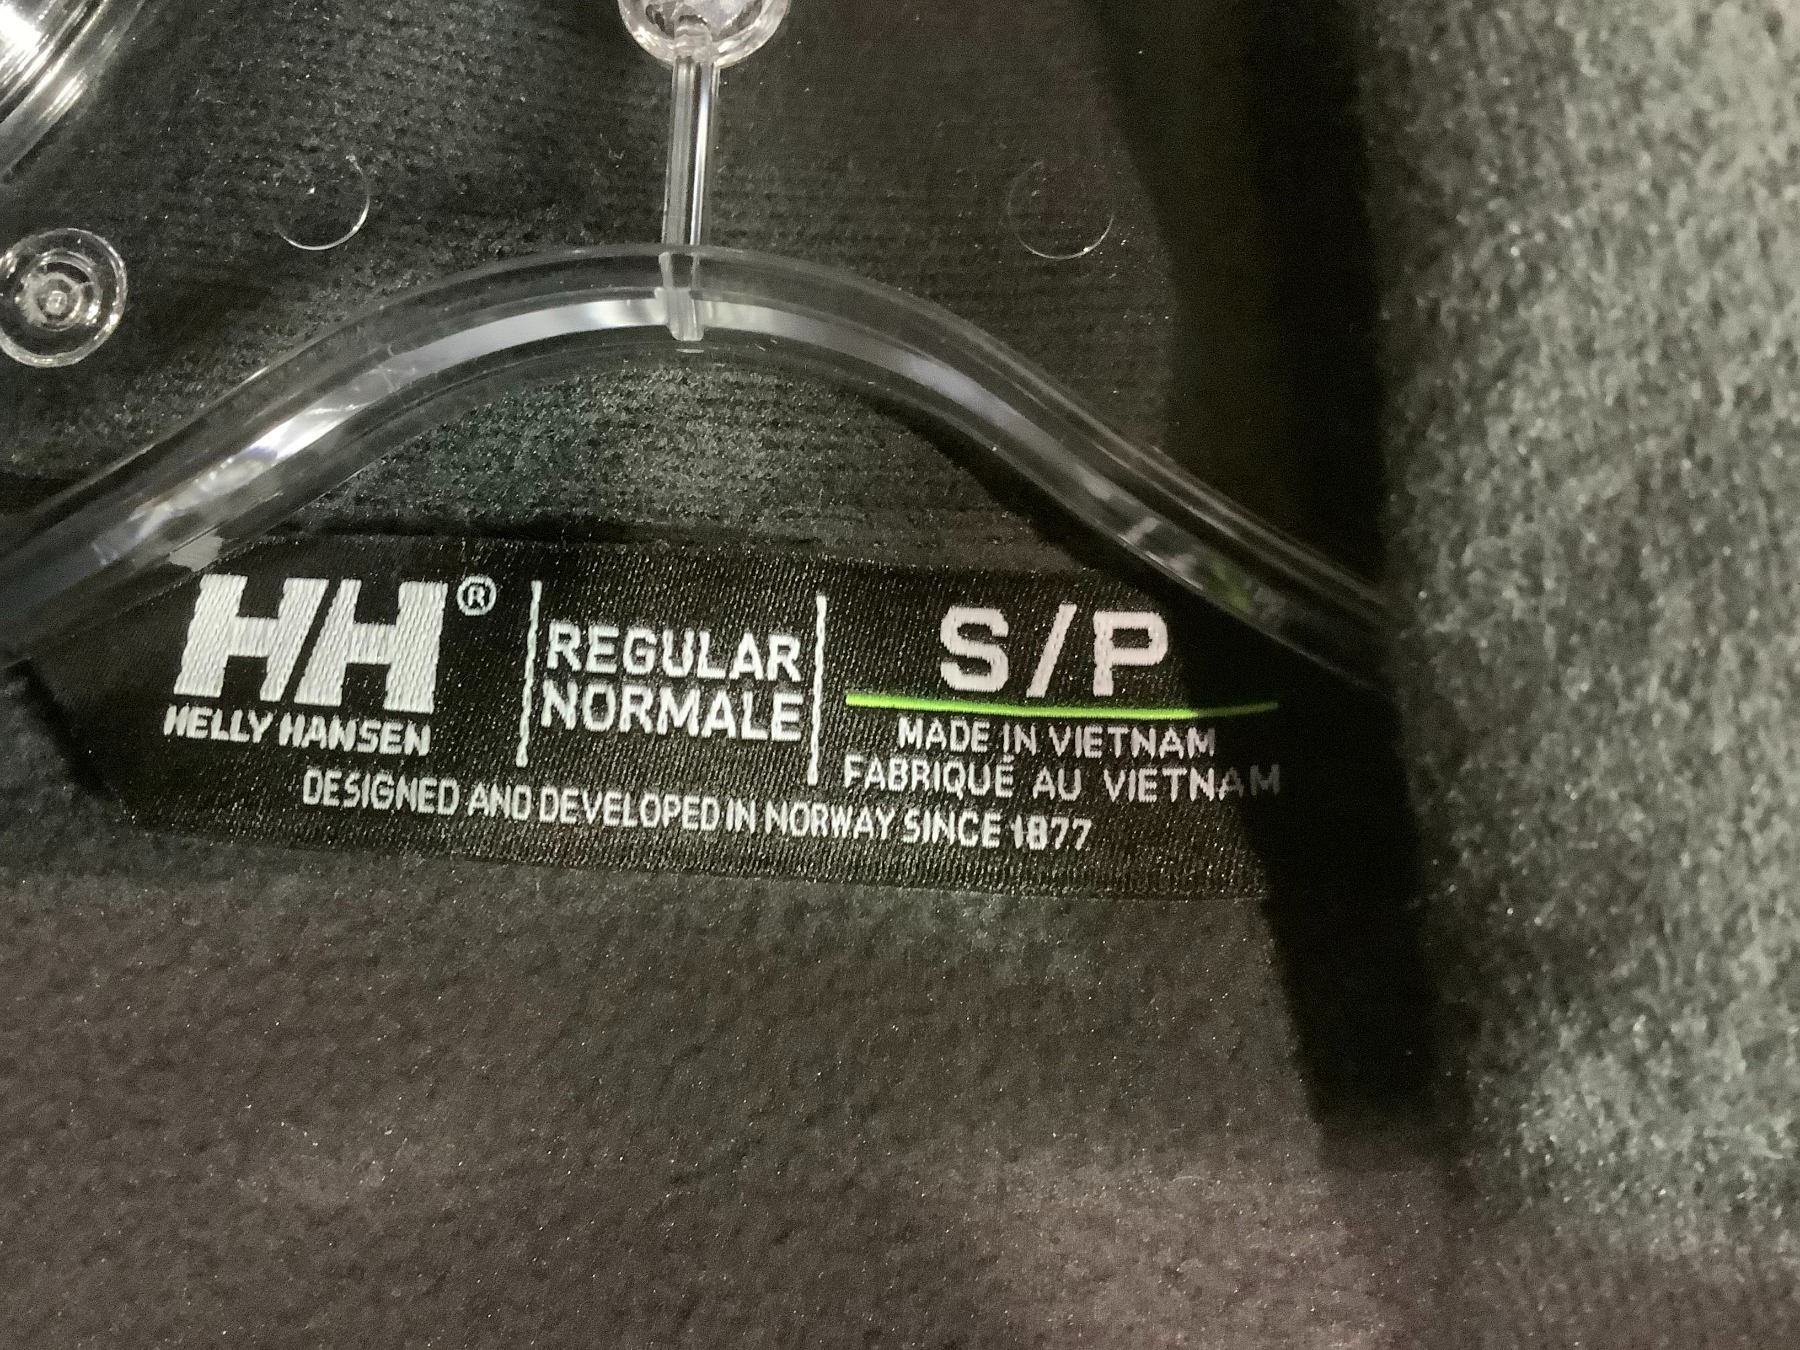 HH®
HELLY HANSEN
REGULAR
NORMALE
S/P
MADE IN VIETNAM
FABRIQUÉ AU VIETNAM
DESIGNED AND DEVELOPED IN NORWAY SINCE 1877